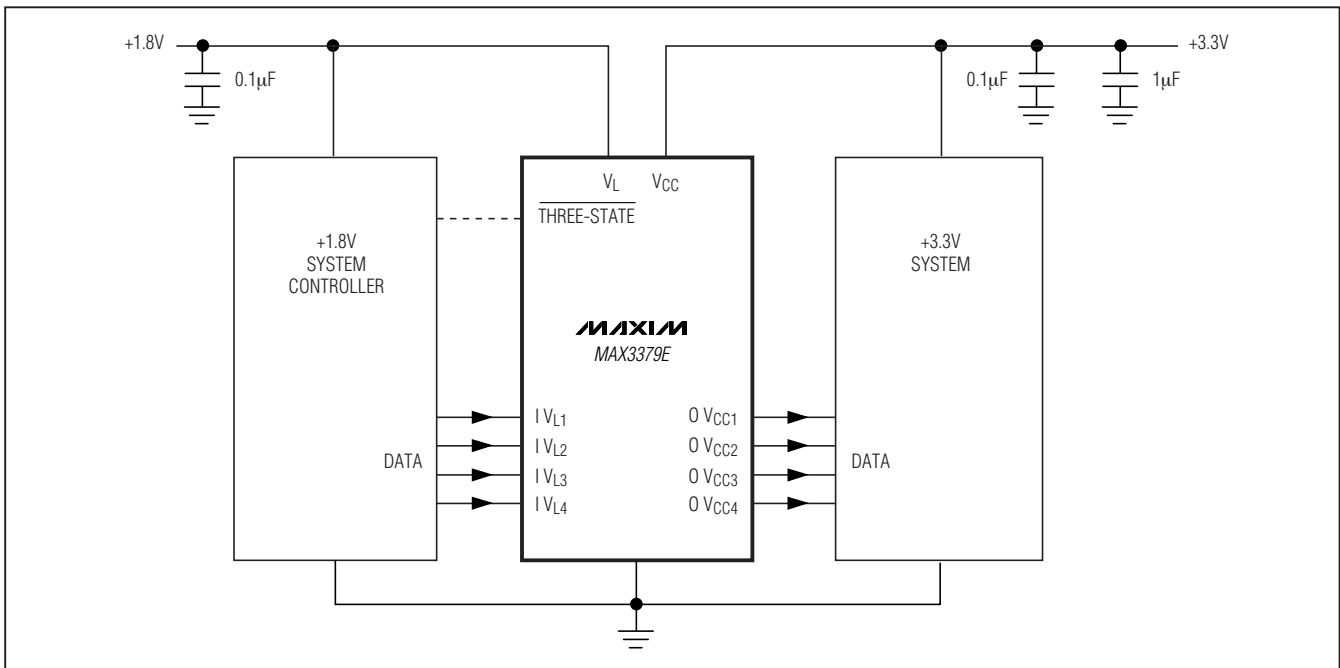 +1.8V
+3.3V
0.1μF
0.1μF
1μF
VL VCC
THREE-STATE
+1.8V
SYSTEM
CONTROLLER
+3.3V
SYSTEM
MAXIM
MAX3379E
I VL1
O VCC1
I VL2
O VCC2
DATA
DATA
I VL3
O VCC3
I VL4
O VCC4